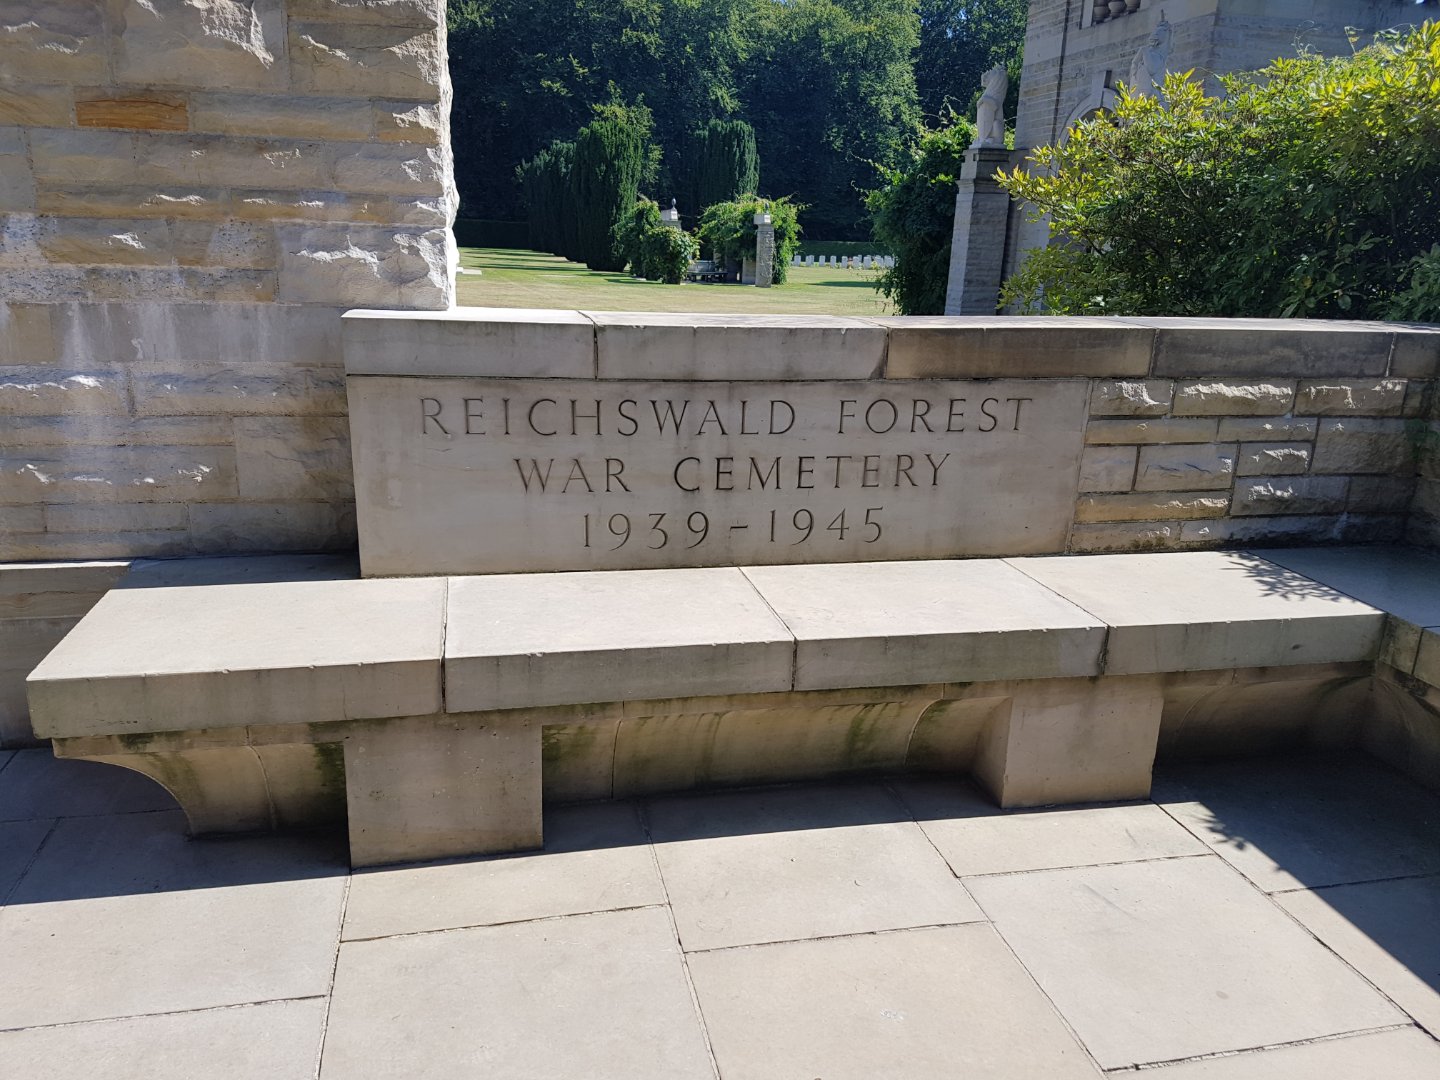 REICHSWALD FOREST
WAR CEMETERY
1939-1945